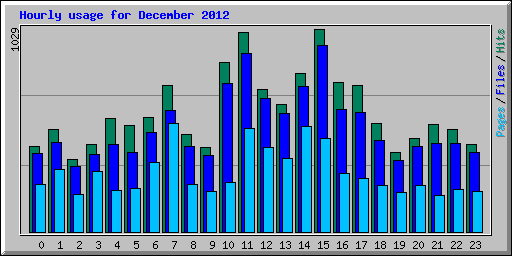 Hourly usage for December 2012
1029
Pages / Files / Hits
0 1 2 3 4 5 6 7 8 9 10 11 12 13 14 15 16 17 18 19 20 21 22 23